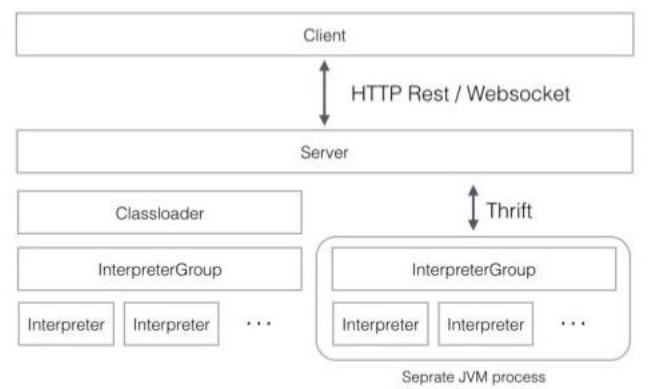 Client
HTTP Rest / Websocket
Server
Classloader
Thrift
InterpreterGroup
InterpreterGroup
Interpreter Interpreter ...
Interpreter Interpreter ...
Seprate JVM process